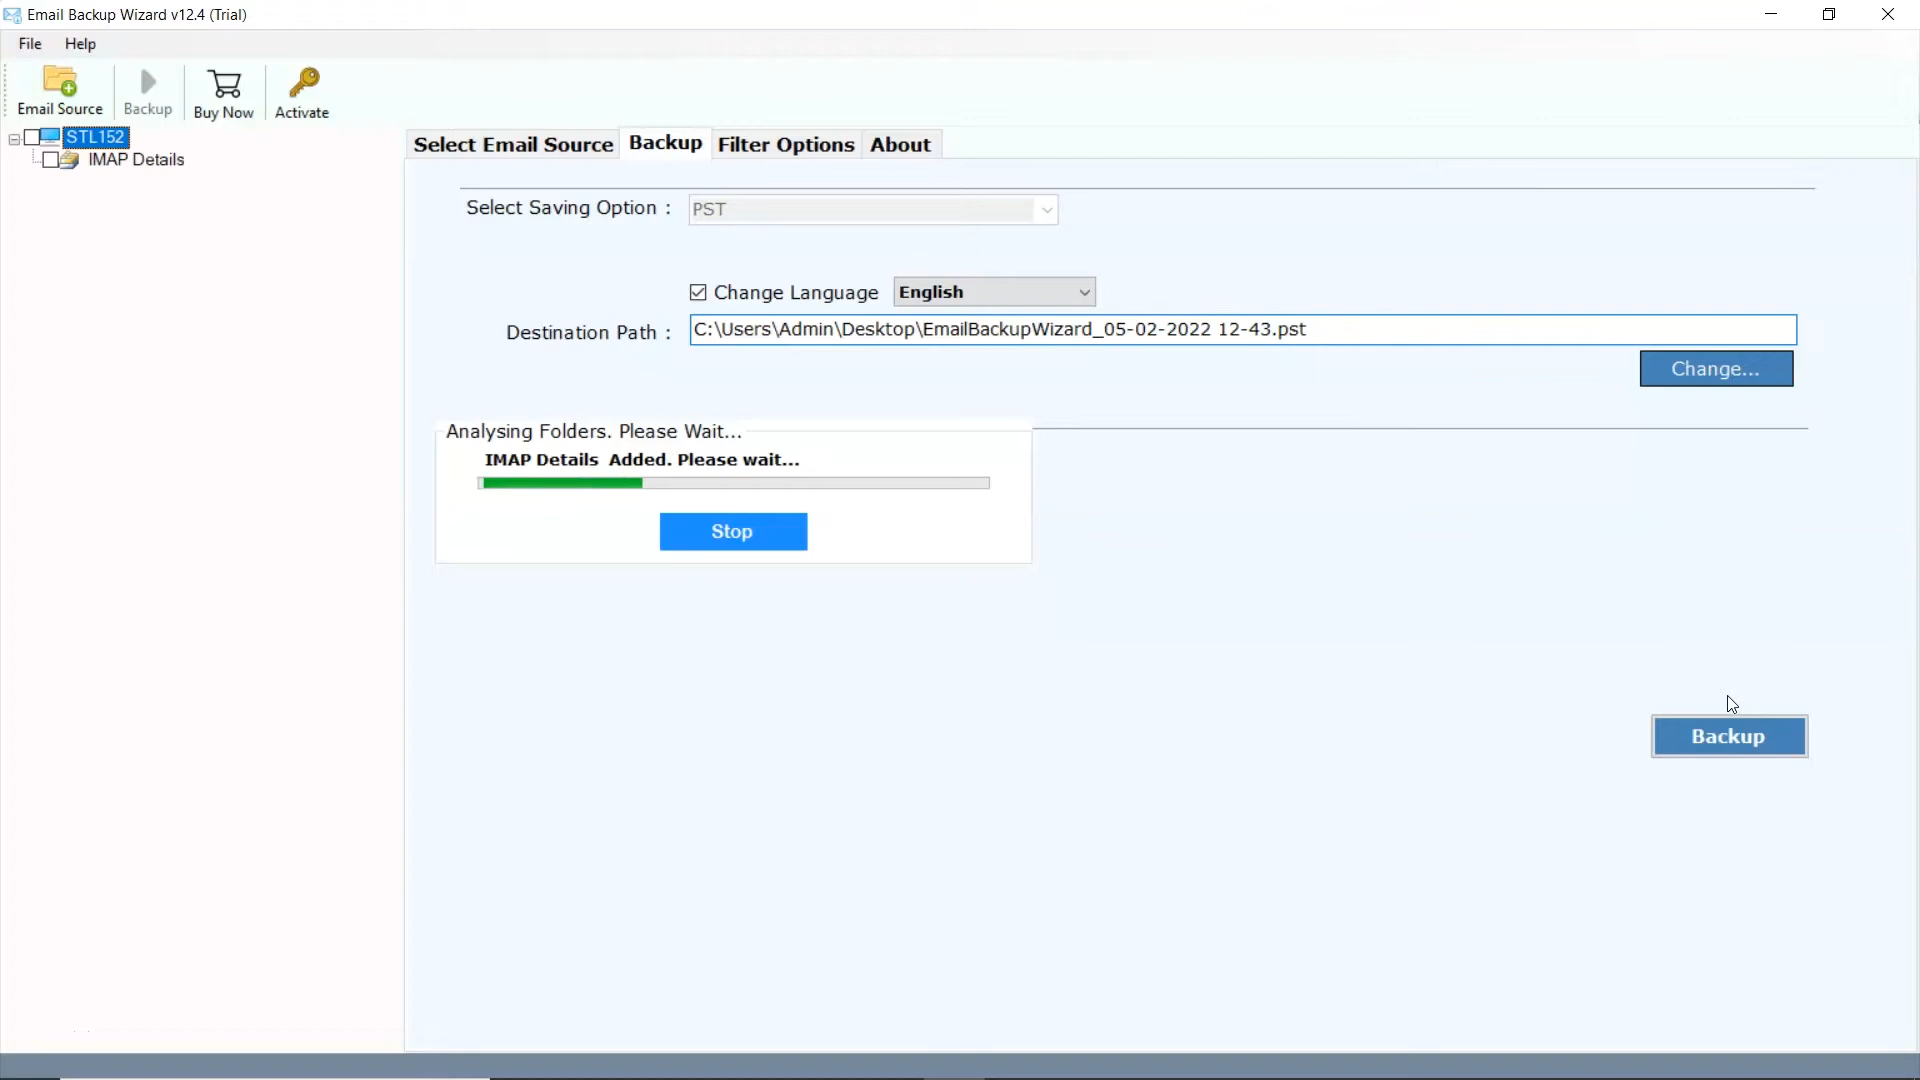 Email Backup Wizard v12.4 (Trial)
File Help
Email Source Backup Buy Now Activate
STL152
IMAP Details
Select Email Source Backup Filter Options About
Select Saving Option : PST
Change Language English
Destination Path : C:\Users\Admin\Desktop\EmailBackupWizard_05-02-2022 12-43.pst
Change...
Analysing Folders. Please Wait...
IMAP Details Added. Please wait...
Stop
Backup